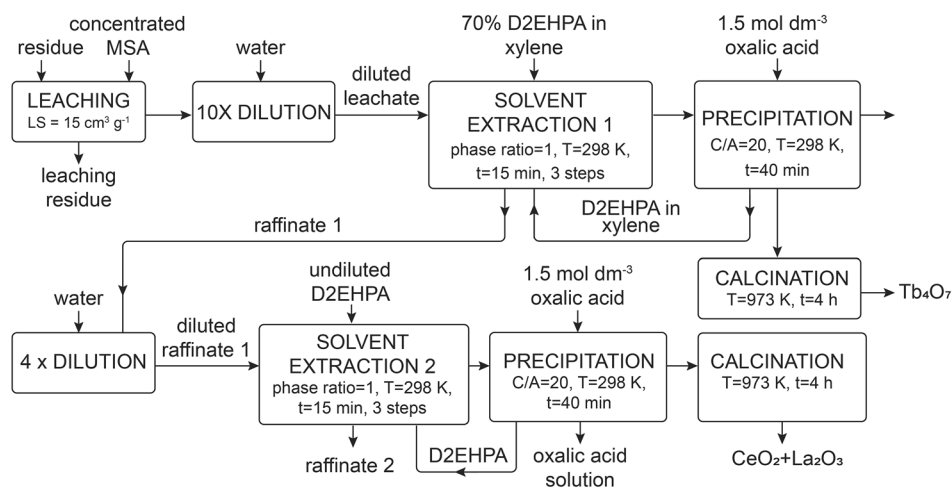 concentrated
MSA
residue
LEACHING
LS = 15 cm³ g⁻¹
leaching
residue
water
10X DILUTION
diluted
leachate
70% D2EHPA in
xylene
SOLVENT
EXTRACTION 1
phase ratio=1, T=298 K,
t=15 min, 3 steps
1.5 mol dm⁻³
oxalic acid
PRECIPITATION
C/A=20, T=298 K,
t=40 min
D2EHPA in
xylene
raffinate 1
CALCINATION
T=973 K, t=4 h
Tb₄O₇
water
4 x DILUTION
diluted
raffinate 1
undiluted
D2EHPA
SOLVENT
EXTRACTION 2
phase ratio=1, T=298 K,
t=15 min, 3 steps
raffinate 2
D2EHPA
1.5 mol dm⁻³
oxalic acid
PRECIPITATION
C/A=20, T=298 K,
t=40 min
oxalic acid
solution
CALCINATION
T=973 K, t=4 h
CeO₂+La₂O₃